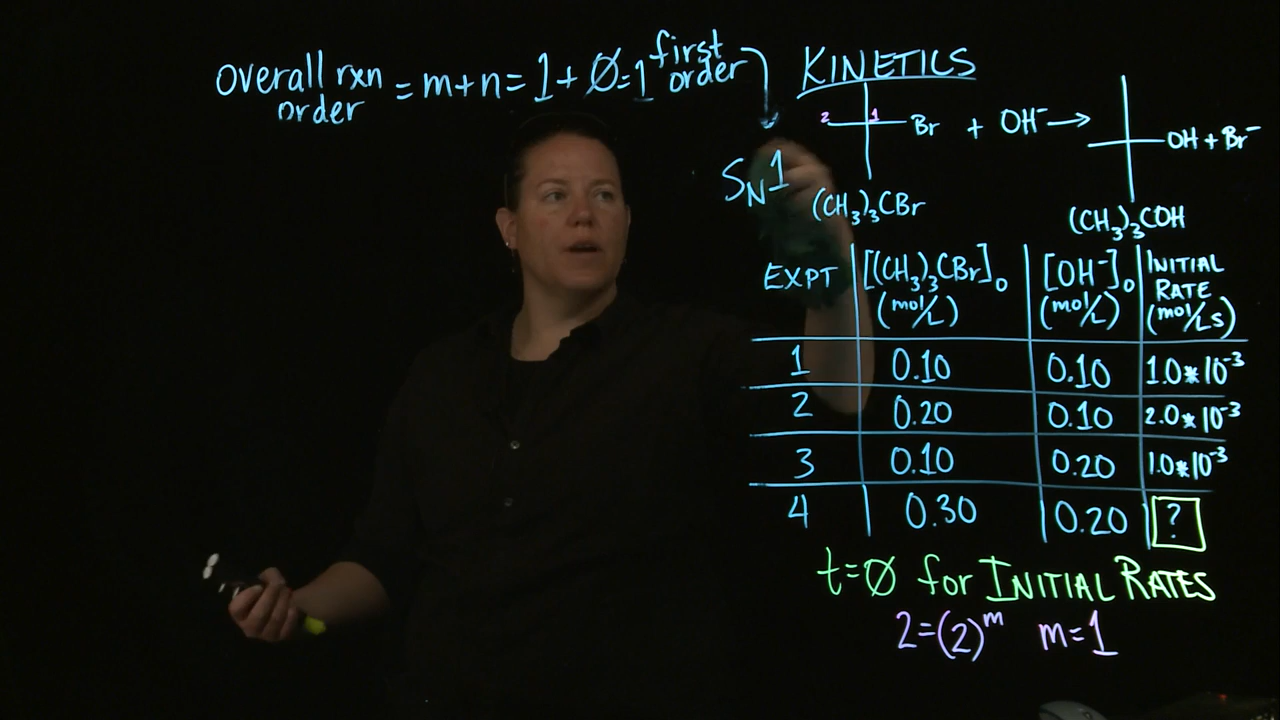 Overall rxn order = m+n = 1 + Ø = 1 first order
KINETICS
2 1 Br + OH⁻ → OH + Br⁻
SN1
(CH₃)₃CBr
(CH₃)₃COH
EXPT [(CH₃)₃CBr]₀ (mol/L) [OH⁻]₀ (mol/L) INITIAL RATE (mol/Ls)
1 0.10 0.10 1.0*10⁻³
2 0.20 0.10 2.0*10⁻³
3 0.10 0.20 1.0*10⁻³
4 0.30 0.20 ?
t=Ø for INITIAL RATES
2=(2)ᵐ m=1